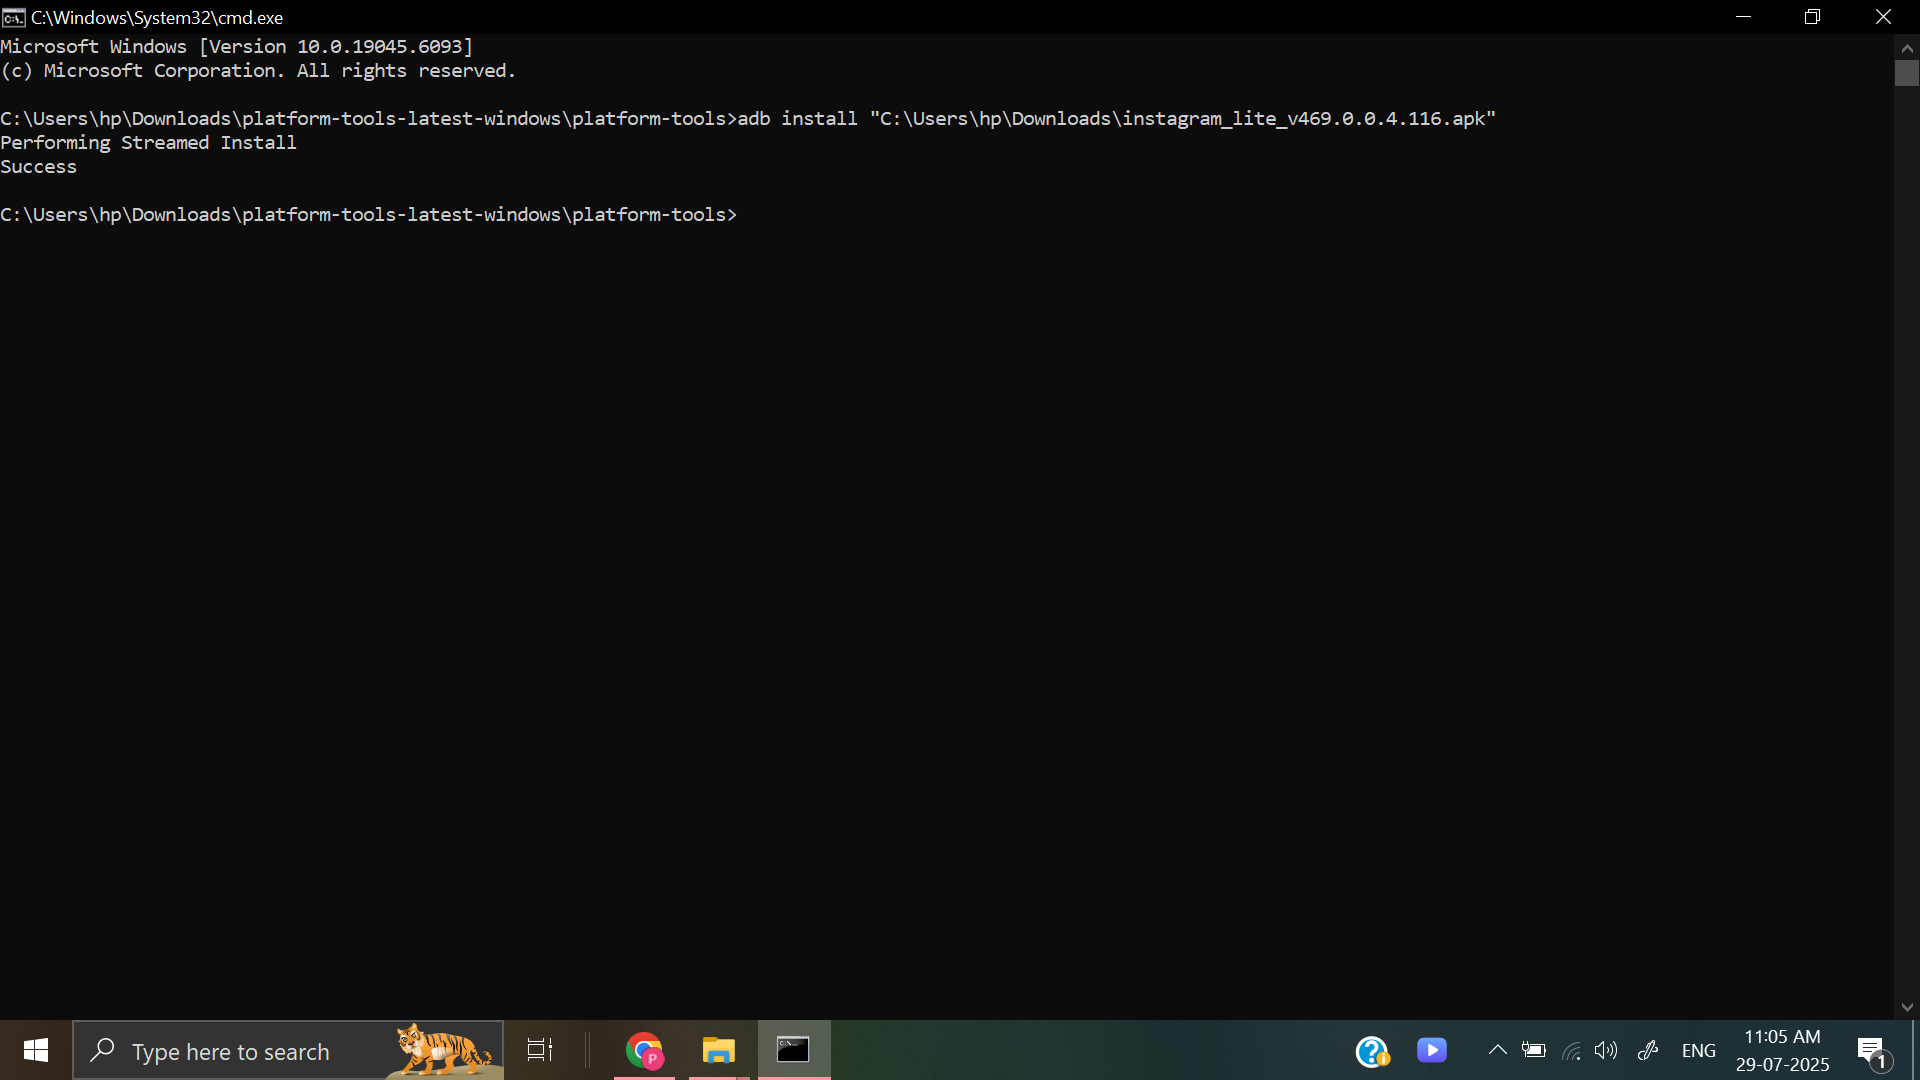 C:\Windows\System32\cmd.exe
Microsoft Windows [Version 10.0.19045.6093]
(c) Microsoft Corporation. All rights reserved.
C:\Users\hp\Downloads\platform-tools-latest-windows\platform-tools>adb install "C:\Users\hp\Downloads\instagram_lite_v469.0.0.4.116.apk"
Performing Streamed Install
Success
C:\Users\hp\Downloads\platform-tools-latest-windows\platform-tools>
Type here to search
P
ENG
11:05 AM
29-07-2025
1